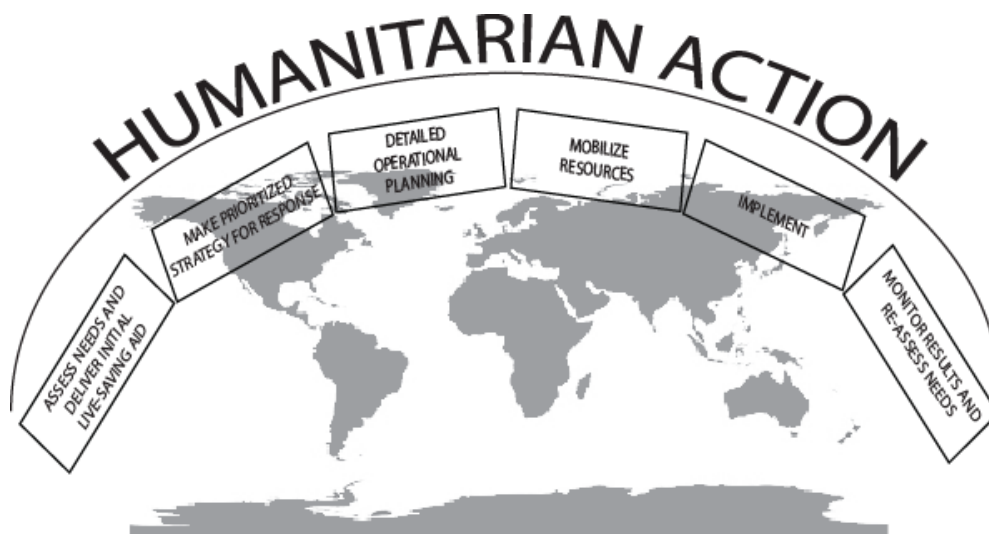 HUMANITARIAN ACTION
ASSESS NEEDS AND
DELIVER INITIAL
LIVE-SAVING AID
MAKE PRIORITIZED
STRATEGY FOR RESPONSE
DETAILED
OPERATIONAL
PLANNING
MOBILIZE
RESOURCES
IMPLEMENT
MONITOR RESULTS AND
RE-ASSESS NEEDS